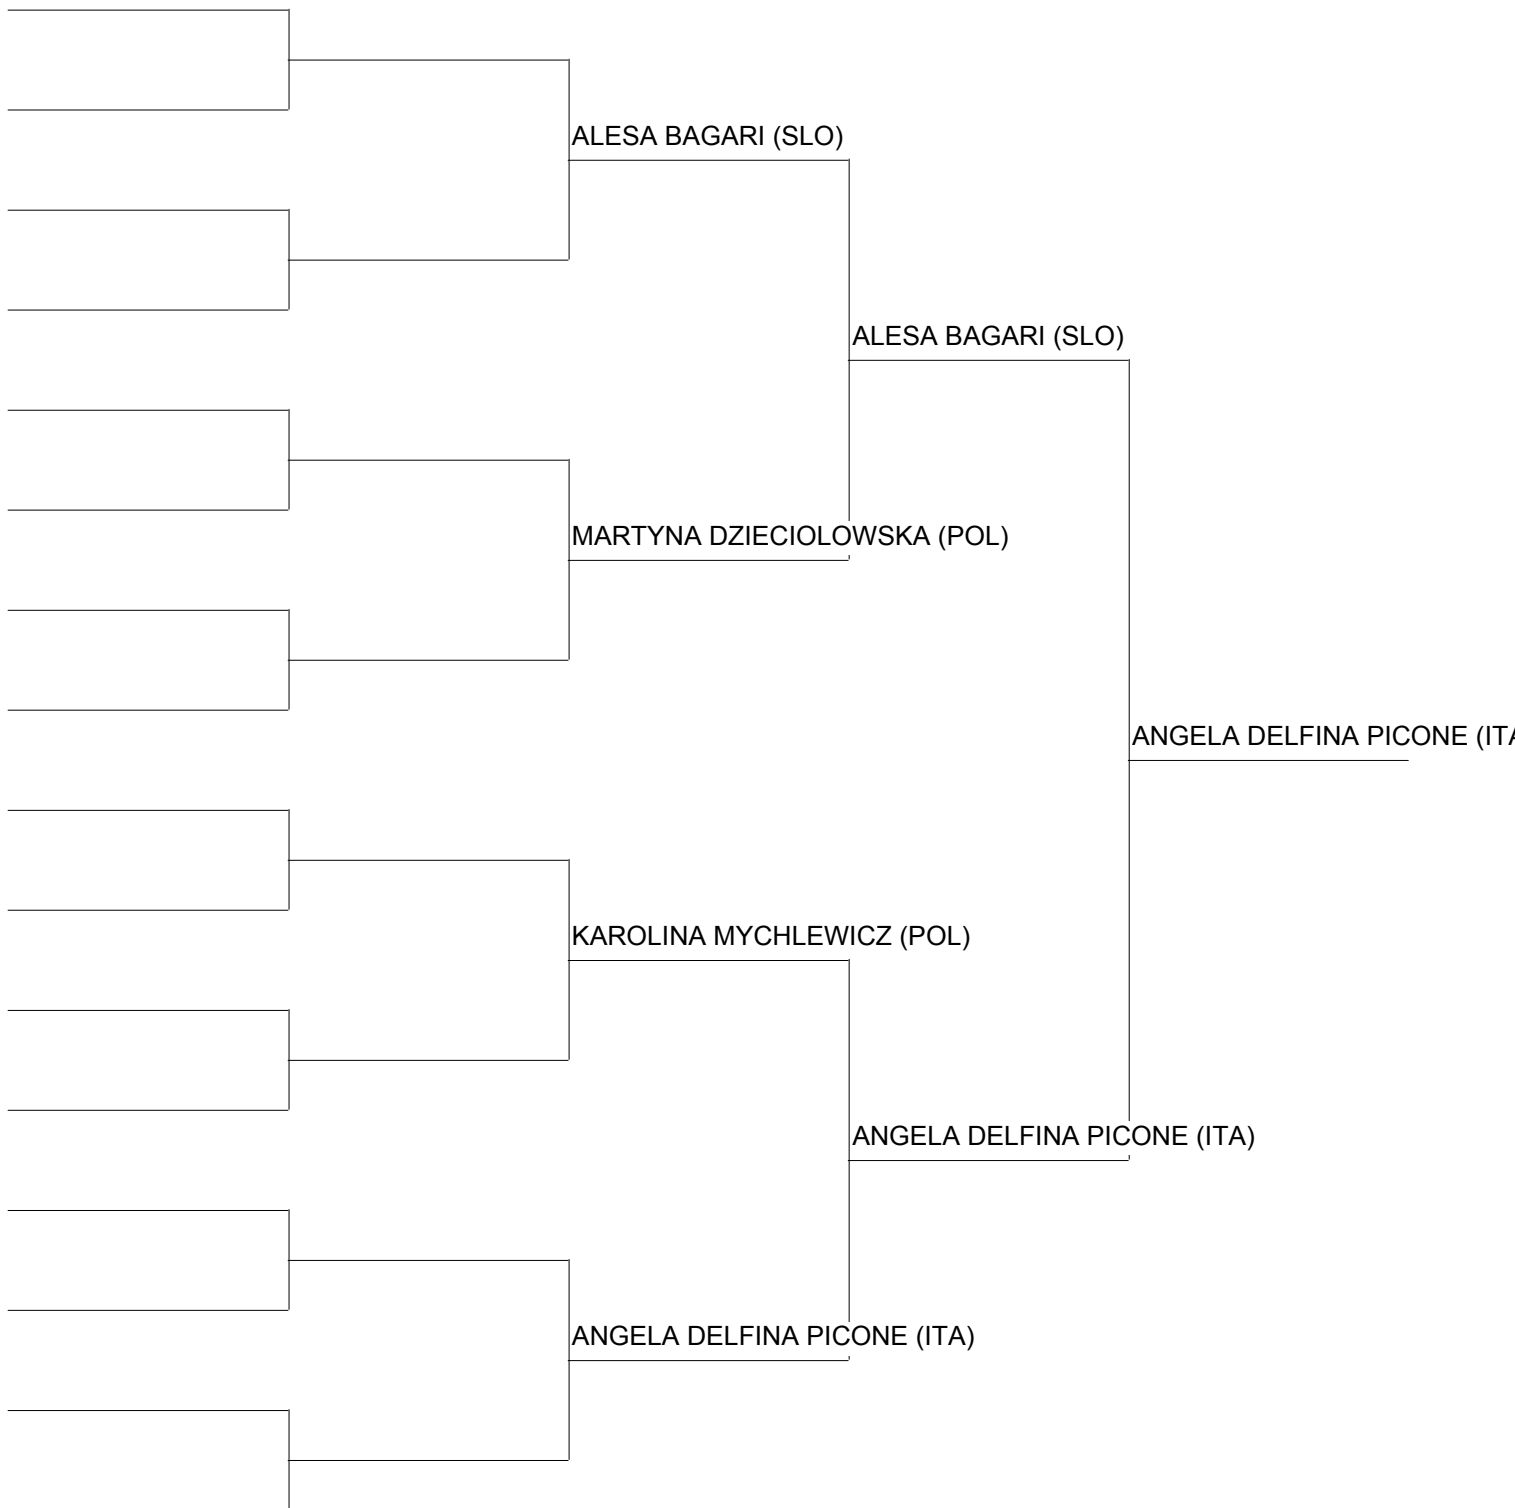 ALESA BAGARI (SLO)
ALESA BAGARI (SLO)
MARTYNA DZIECIOLOWSKA (POL)
ANGELA DELFINA PICONE (ITA
KAROLINA MYCHLEWICZ (POL)
ANGELA DELFINA PICONE (ITA)
ANGELA DELFINA PICONE (ITA)